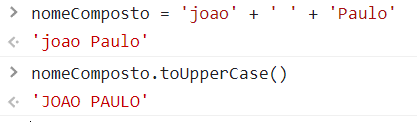 > nomeComposto = 'joao' + ' ' + 'Paulo'
'joao Paulo'
> nomeComposto.toUpperCase()
'JOAO PAULO'